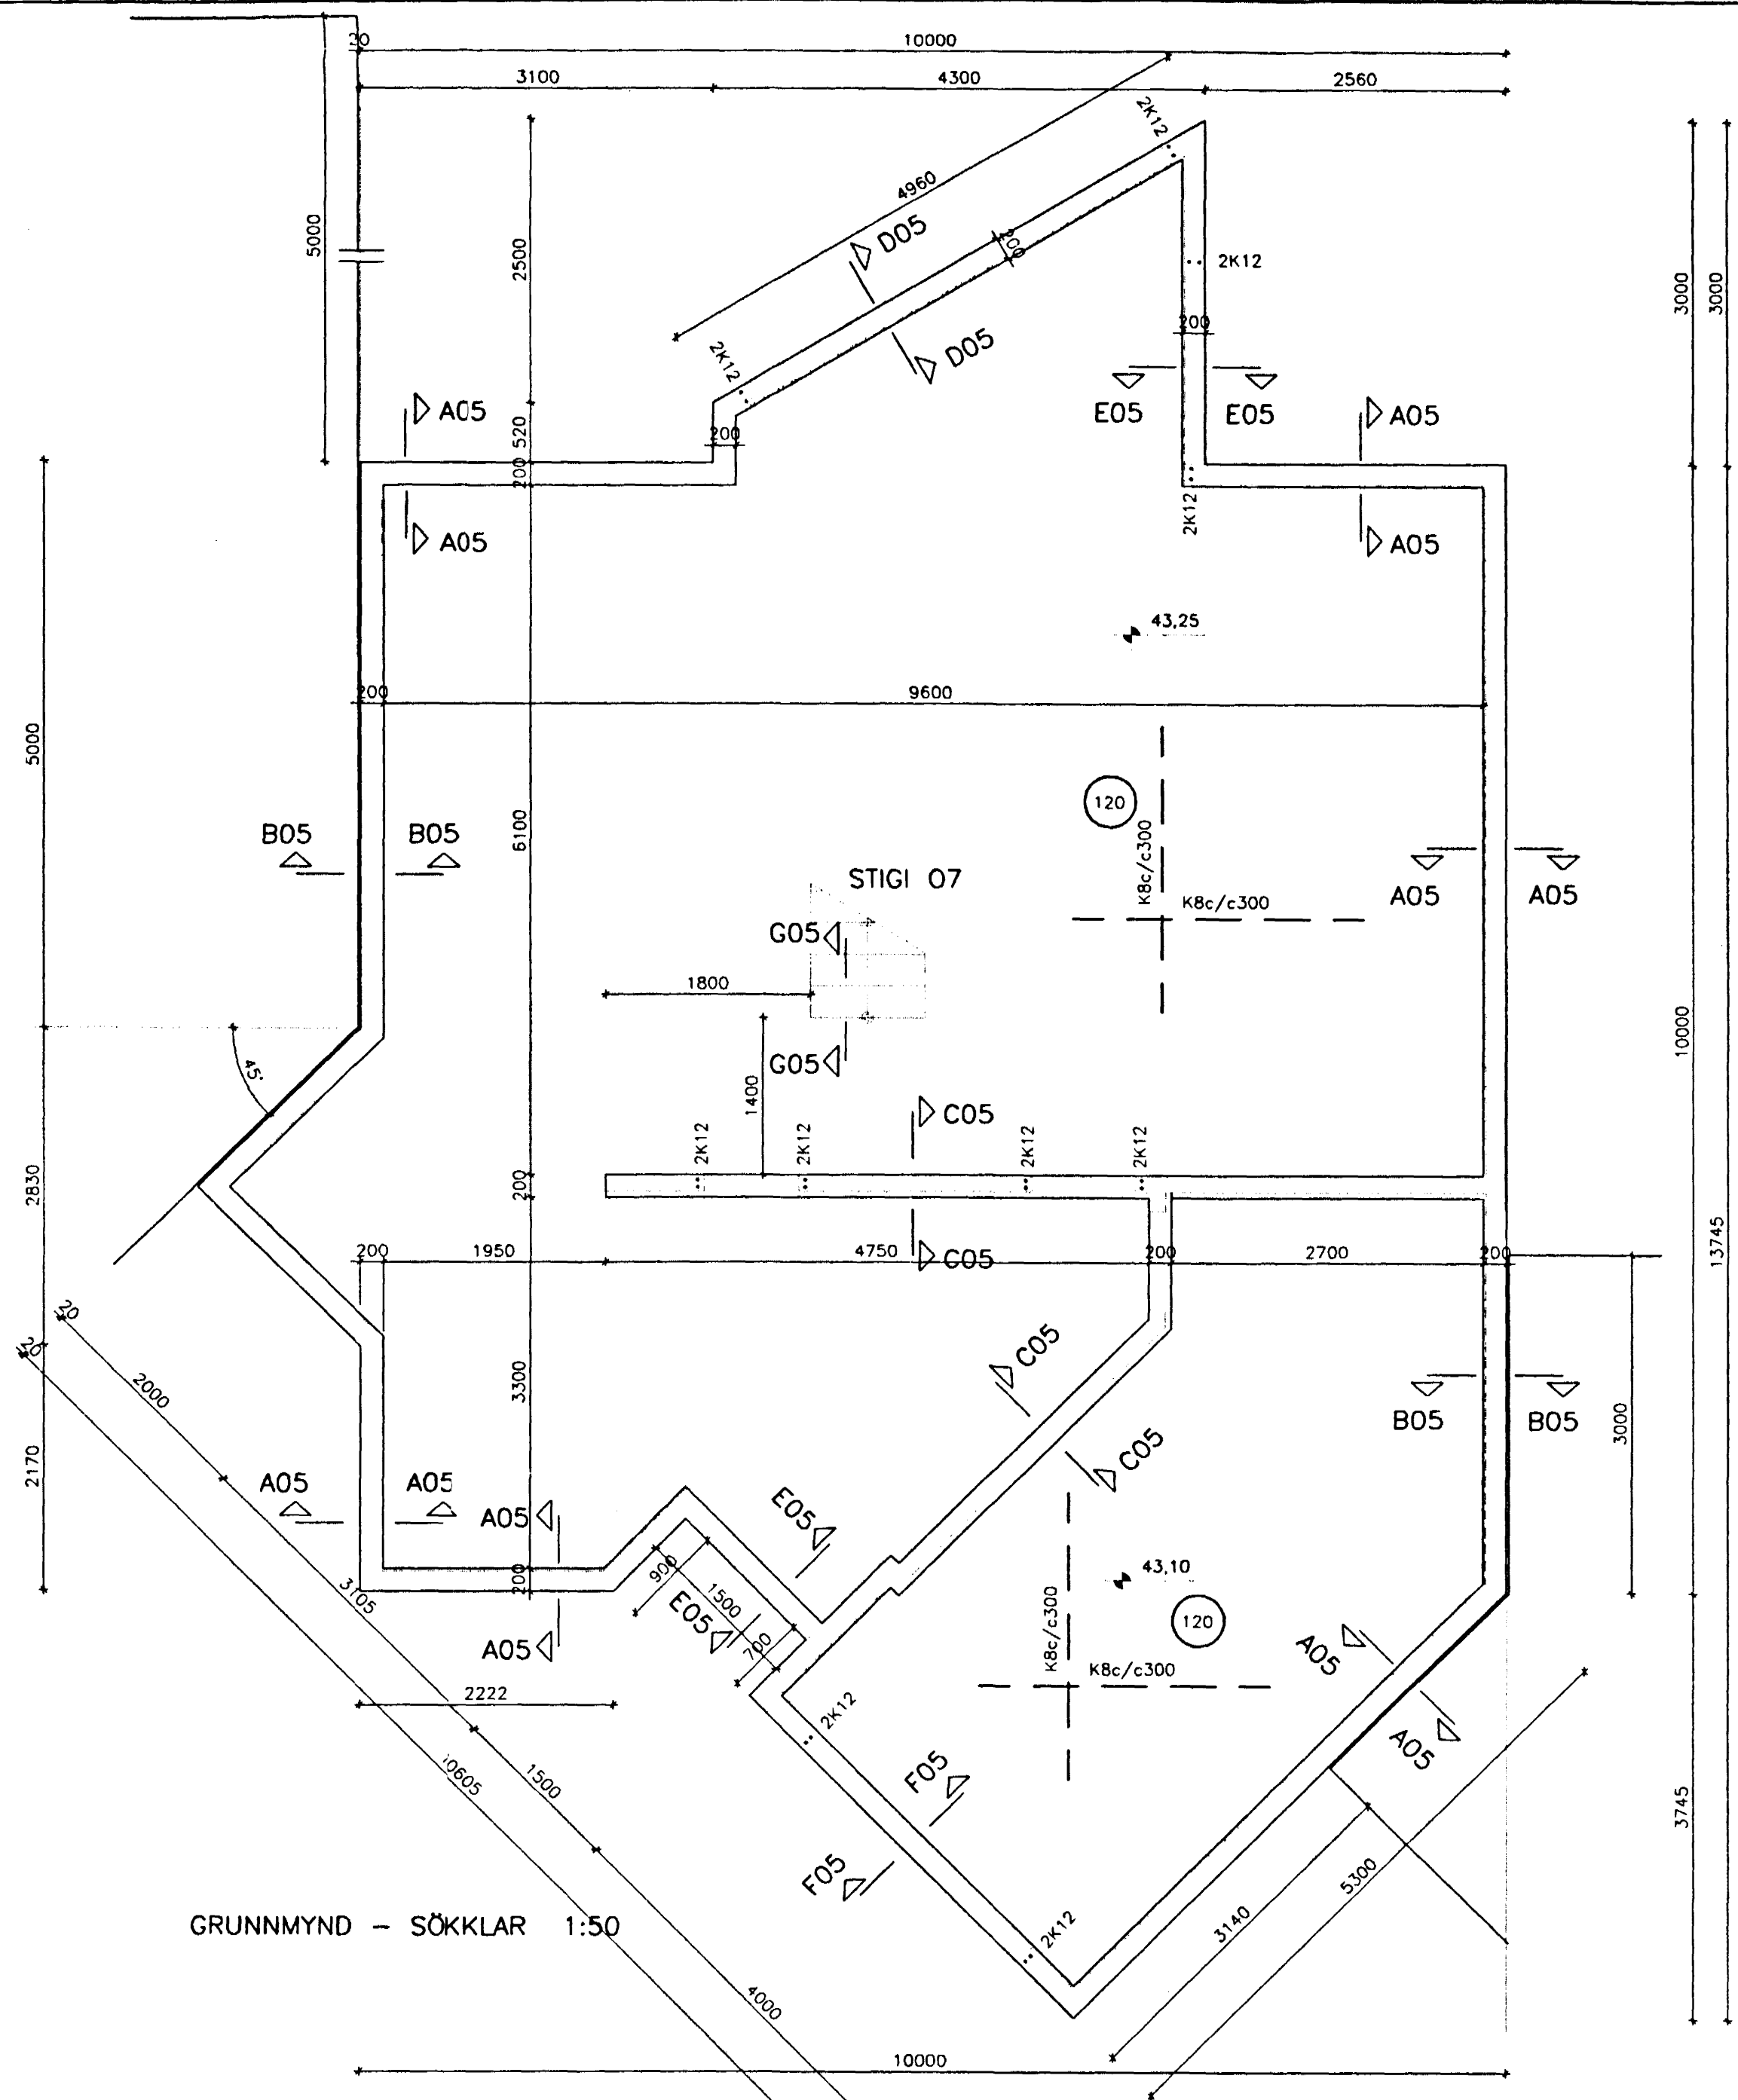 20
10000
3100
4300
2560
2K12
4960
5000
2500
D05
200
2K12
3000
3000
200
D05
2K12
E05
E05
A05
A05
520
200
200
2K12
A05
A05
43,25
200
9600
5000
120
6100
B05
B05
K8c/c300
STIGI 07
K8c/c300
A05
A05
G05
1800
10000
45°
G05
1400
C05
2K12
2K12
2K12
2K12
2830
200
13745
200
1950
4750
C05
200
2700
200
20
20
C05
2000
3300
B05
B05
3000
2170
C05
A05
A05
A05
E05
43,10
900
1500
200
3105
E05
K8c/c300
120
700
A05
A05
K8c/c300
2222
2K12
A05
10605
1500
F05
3745
F05
5300
GRUNNMYND – SÖKKLAR 1:50
2K12
3140
4000
10000